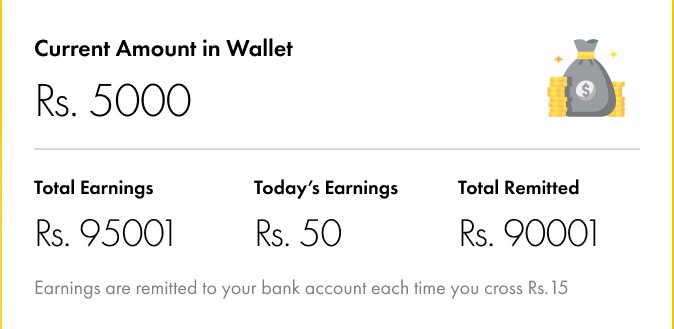 Current Amount in Wallet
Rs. 5000
$
Total Earnings
Today's Earnings
Total Remitted
Rs. 95001
Rs. 50
Rs. 90001
Earnings are remitted to your bank account each time you cross Rs.15